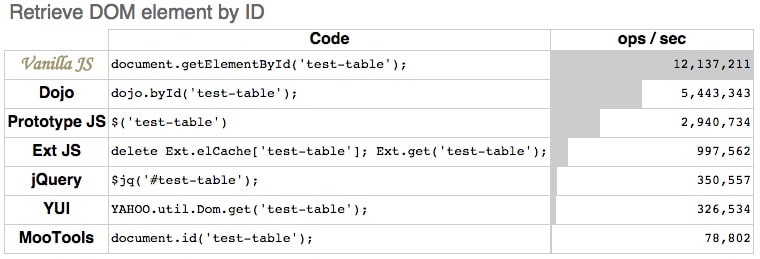 Retrieve DOM element by ID
Code ops / sec
Vanilla JS document.getElementById('test-table'); 12,137,211
Dojo dojo.byId('test-table'); 5,443,343
Prototype JS $('test-table') 2,940,734
Ext JS delete Ext.elCache['test-table']; Ext.get('test-table'); 997,562
jQuery $jq('#test-table'); 350,557
YUI YAHOO.util.Dom.get('test-table'); 326,534
MooTools document.id('test-table'); 78,802